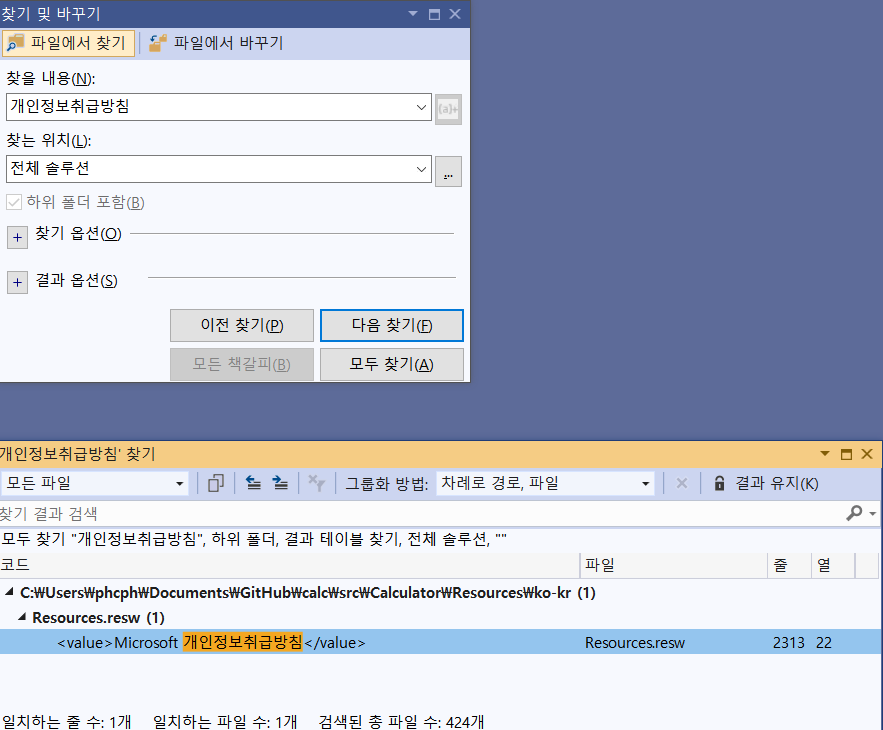 찾기 및 바꾸기
파일에서 찾기 파일에서 바꾸기
찾을 내용(N):
개인정보취급방침
(a)+
찾는 위치(L):
전체 솔루션
...
하위 폴더 포함(B)
+ 찾기 옵션(O)
+ 결과 옵션(S)
이전 찾기(P) 다음 찾기(F)
모든 책갈피(B) 모두 찾기(A)
개인정보취급방침' 찾기
모든 파일 그룹화 방법: 차례로 경로, 파일 결과 유지(K)
찾기 결과 검색
모두 찾기 "개인정보취급방침", 하위 폴더, 결과 테이블 찾기, 전체 솔루션, ""
코드 파일 줄 열
C:₩Users₩phcph₩Documents₩GitHub₩calc₩src₩Calculator₩Resources₩ko-kr (1)
Resources.resw (1)
<value>Microsoft 개인정보취급방침</value> Resources.resw 2313 22
일치하는 줄 수: 1개 일치하는 파일 수: 1개 검색된 총 파일 수: 424개